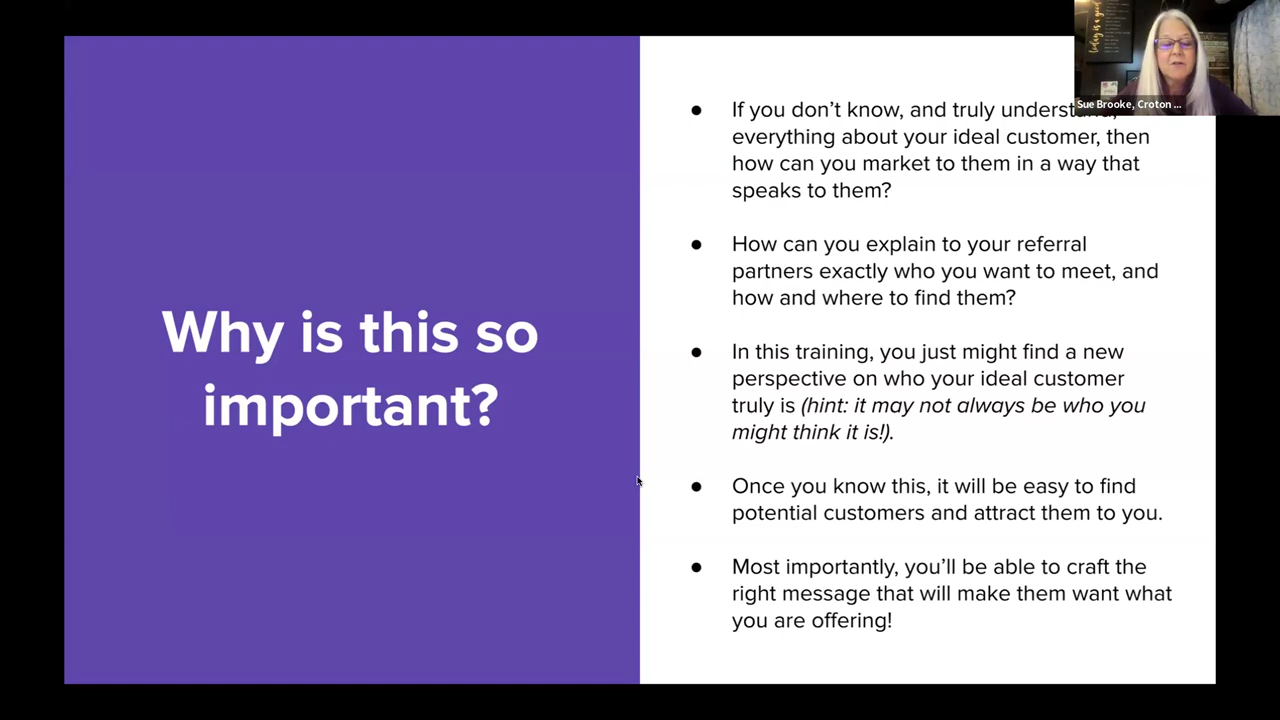 Why is this so
important?
● If you don't know, and truly understand,
everything about your ideal customer, then
how can you market to them in a way that
speaks to them?
● How can you explain to your referral
partners exactly who you want to meet, and
how and where to find them?
● In this training, you just might find a new
perspective on who your ideal customer
truly is (hint: it may not always be who you
might think it is!).
● Once you know this, it will be easy to find
potential customers and attract them to you.
● Most importantly, you'll be able to craft the
right message that will make them want what
you are offering!
today is a good
Sue Brooke, Croton ...